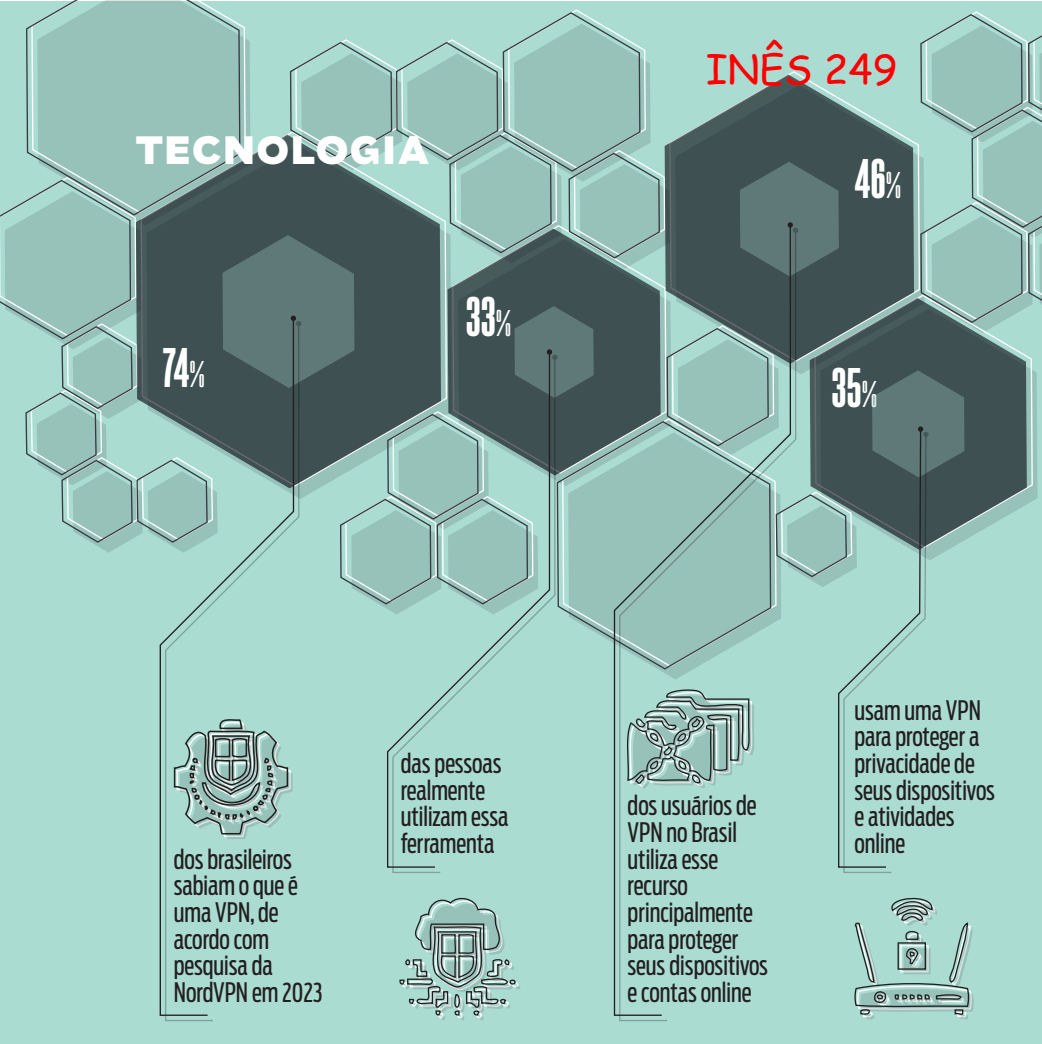 INÊS 249
TECNOLOGIA
74%
dos brasileiros
sabiam o que é
uma VPN, de
acordo com
pesquisa da
NordVPN em 2023
33%
das pessoas
realmente
utilizam essa
ferramenta
46%
dos usuários de
VPN no Brasil
utiliza esse
recurso
principalmente
para proteger
seus dispositivos
e contas online
35%
usam uma VPN
para proteger a
privacidade de
seus dispositivos
e atividades
online